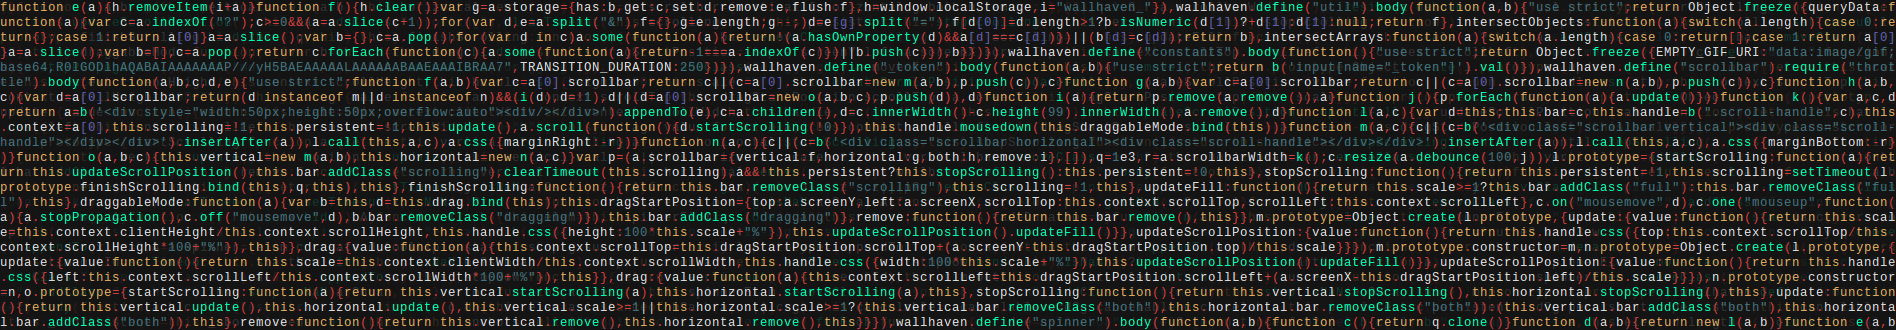 function e(a){h.removeItem(i+a)}function f(){h.clear()}var g=a.storage={has:b,get:c,set:d,remove:e,flush:f},h=window.localStorage,i="wallhaven_"}),wallhaven.define("util").body(function(a,b){"use strict";return Object.freeze({queryData:f
unction(a){var c=a.indexOf("?");c>=0&&(a=a.slice(c+1));for(var d,e=a.split("&"),f={},g=e.length;g--;)d=e[g].split("="),f[d[0]]=d.length>1?b.isNumeric(d[1])?+d[1]:d[1]:null;return f},intersectObjects:function(a){switch(a.length){case 0:re
turn{};case 1:return a[0]}a=a.slice();var b={},c=a.pop();for(var d in c)a.some(function(a){return!(a.hasOwnProperty(d)&&a[d]===c[d])})||(b[d]=c[d]);return b},intersectArrays:function(a){switch(a.length){case 0:return[];case 1:return a[0]
}a=a.slice();var b=[],c=a.pop();return c.forEach(function(c){a.some(function(a){return-1===a.indexOf(c)})||b.push(c)}),b}})}),wallhaven.define("constants").body(function(){"use strict";return Object.freeze({EMPTY_GIF_URI:"data:image/gif;
base64,R0lGODlhAQABAIAAAAAAAP///yH5BAEAAAAALAAAAAABAAEAAAIBRAA7",TRANSITION_DURATION:250})}),wallhaven.define("_token").body(function(a,b){"use strict";return b('input[name="_token"]').val()}),wallhaven.define("scrollbar").require("throt
tle").body(function(a,b,c,d,e){"use strict";function f(b){var c=a[0].scrollbar;return c||(c=a[0].scrollbar=new m(a,b),p.push(c)),c}function g(a,b){var c=a[0].scrollbar;return c||(c=a[0].scrollbar=new n(a,b),p.push(c)),c}function h(a,b,
c){var d=a[0].scrollbar;return(d instanceof m||d instanceof n)&&(i(d),d=!1),d||(d=a[0].scrollbar=new o(a,b,c),p.push(d)),d}function i(a){return p.remove(a.remove()),a}function j(){p.forEach(function(a){a.update()})}function k(){var a,c,d
;return a=b('<div style="width:50px;height:50px;overflow:auto"><div/></div>').appendTo(e),c=a.children(),d=c.innerWidth()-c.height(99).innerWidth(),a.remove(),d}function l(a,c){var d=this;this.bar=c,this.handle=b(".scroll-handle",c),this
.context=a[0],this.scrolling=!1,this.persistent=!1,this.update(),a.scroll(function(){d.startScrolling(!0)}),this.handle.mousedown(this.draggableMode.bind(this))}function m(a,c){c||(c=b('<div class="scrollbar vertical"><div class="scroll-
handle"></div></div>').insertAfter(a)),l.call(this,a,c),a.css({marginRight:-r})}function n(a,c){c||(c=b('<div class="scrollbar horizontal"><div class="scroll-handle"></div></div>').insertAfter(a)),l.call(this,a,c),a.css({marginBottom:-r}
)}function o(a,b,c){this.vertical=new m(a,b),this.horizontal=new n(a,c)}var p=(a.scrollbar={vertical:f,horizontal:g,both:h,remove:i},[]),q=1e3,r=a.scrollbarWidth=k();c.resize(a.debounce(100,j)),l.prototype={startScrolling:function(a){ret
urn this.updateScrollPosition(),this.bar.addClass("scrolling"),clearTimeout(this.scrolling),a&&!this.persistent?this.stopScrolling():this.persistent=!0,this},stopScrolling:function(){return this.persistent=!1,this.scrolling=setTimeout(l.
prototype.finishScrolling.bind(this),q,this),this},finishScrolling:function(){return this.bar.removeClass("scrolling"),this.scrolling=!1,this},updateFill:function(){return this.scale>=1?this.bar.addClass("full"):this.bar.removeClass("ful
l"),this},draggableMode:function(a){var b=this,d=this.drag.bind(this);this.dragStartPosition={top:a.screenY,left:a.screenX,scrollTop:this.context.scrollTop,scrollLeft:this.context.scrollLeft},c.on("mousemove",d),c.one("mouseup",function(
a){a.stopPropagation(),c.off("mousemove",d),b.bar.removeClass("dragging")}),this.bar.addClass("dragging")},remove:function(){return this.bar.remove(),this}},m.prototype=Object.create(l.prototype,{update:{value:function(){return this.scal
e=this.context.clientHeight/this.context.scrollHeight,this.handle.css({height:100*this.scale+"%"}),this.updateScrollPosition().updateFill()}},updateScrollPosition:{value:function(){return this.handle.css({top:this.context.scrollTop/this.
context.scrollHeight*100+"%"}),this}},drag:{value:function(a){this.context.scrollTop=this.dragStartPosition.scrollTop+(a.screenY-this.dragStartPosition.top)/this.scale}}}),m.prototype.constructor=m,n.prototype=Object.create(l.prototype,{
update:{value:function(){return this.scale=this.context.clientWidth/this.context.scrollWidth,this.handle.css({width:100*this.scale+"%"}),this.updateScrollPosition().updateFill()}},updateScrollPosition:{value:function(){return this.handle
.css({left:this.context.scrollLeft/this.context.scrollWidth*100+"%"}),this}},drag:{value:function(a){this.context.scrollLeft=this.dragStartPosition.scrollLeft+(a.screenX-this.dragStartPosition.left)/this.scale}}}),n.prototype.constructor
=n,o.prototype={startScrolling:function(a){return this.vertical.startScrolling(a),this.horizontal.startScrolling(a),this},stopScrolling:function(){return this.vertical.stopScrolling(),this.horizontal.stopScrolling(),this},update:function
(){return this.vertical.update(),this.horizontal.update(),this.vertical.scale>=1||this.horizontal.scale>=1?(this.vertical.bar.removeClass("both"),this.horizontal.bar.removeClass("both")):(this.vertical.bar.addClass("both"),this.horizonta
l.bar.addClass("both")),this},remove:function(){return this.vertical.remove(),this.horizontal.remove(),this}}}),wallhaven.define("spinner").body(function(a,b){function c(){return q.clone()}function d(a,b){return new l(a,b)}function e(a,b